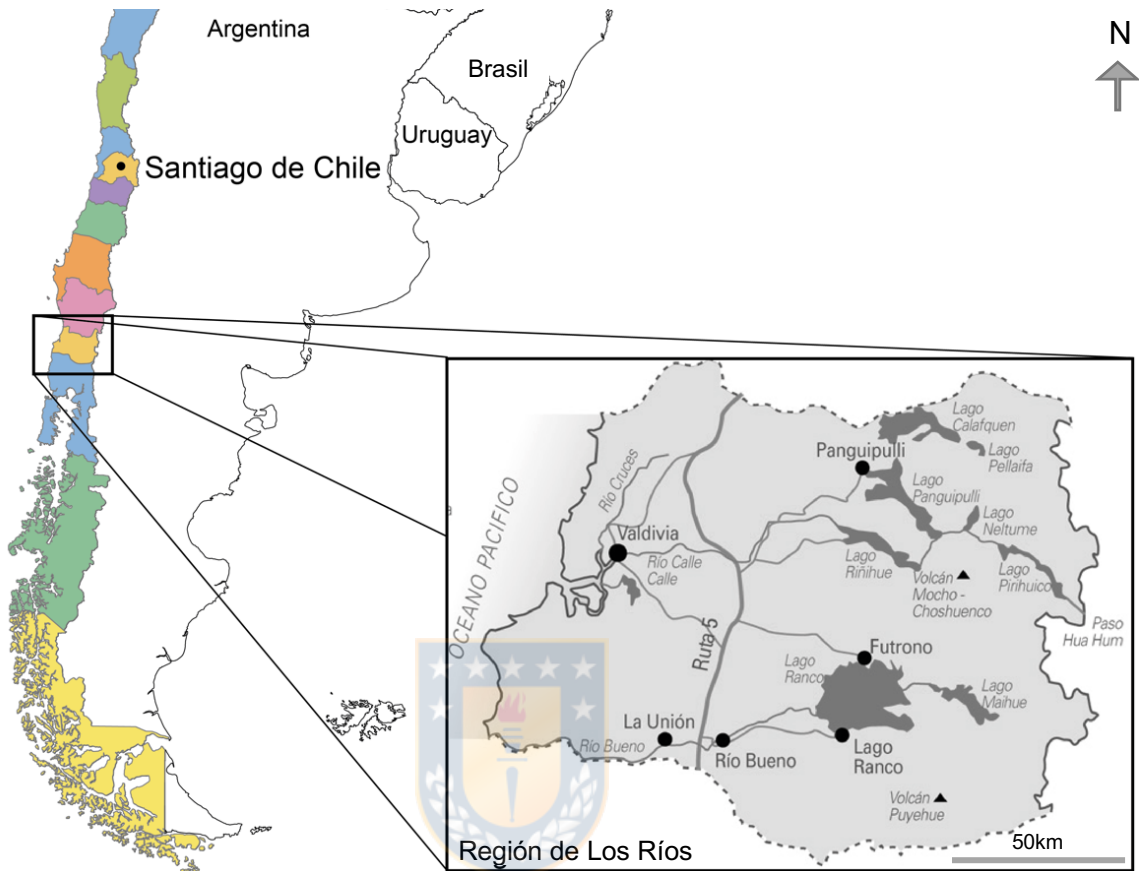 Argentina
Brasil
Uruguay
N
Santiago de Chile
OCEANO PACIFICO
Río Cruces
Valdivia
Río Calle
Calle
Ruta 5
Panguipulli
Lago
Calafquen
Lago
Pellaifa
Lago
Panguipulli
Lago
Neltume
Lago
Riñihue
Volcán
Mocho -
Choshuenco
Lago
Pirihuico
Paso
Hua Hum
Futrono
Lago
Ranco
Lago
Maihue
La Unión
Río Bueno
Río Bueno
Lago
Ranco
Volcán
Puyehue
Región de Los Ríos
50km